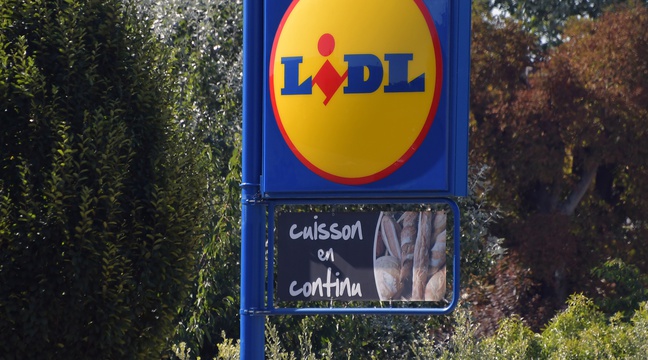 LIDL
cuisson
en
continu